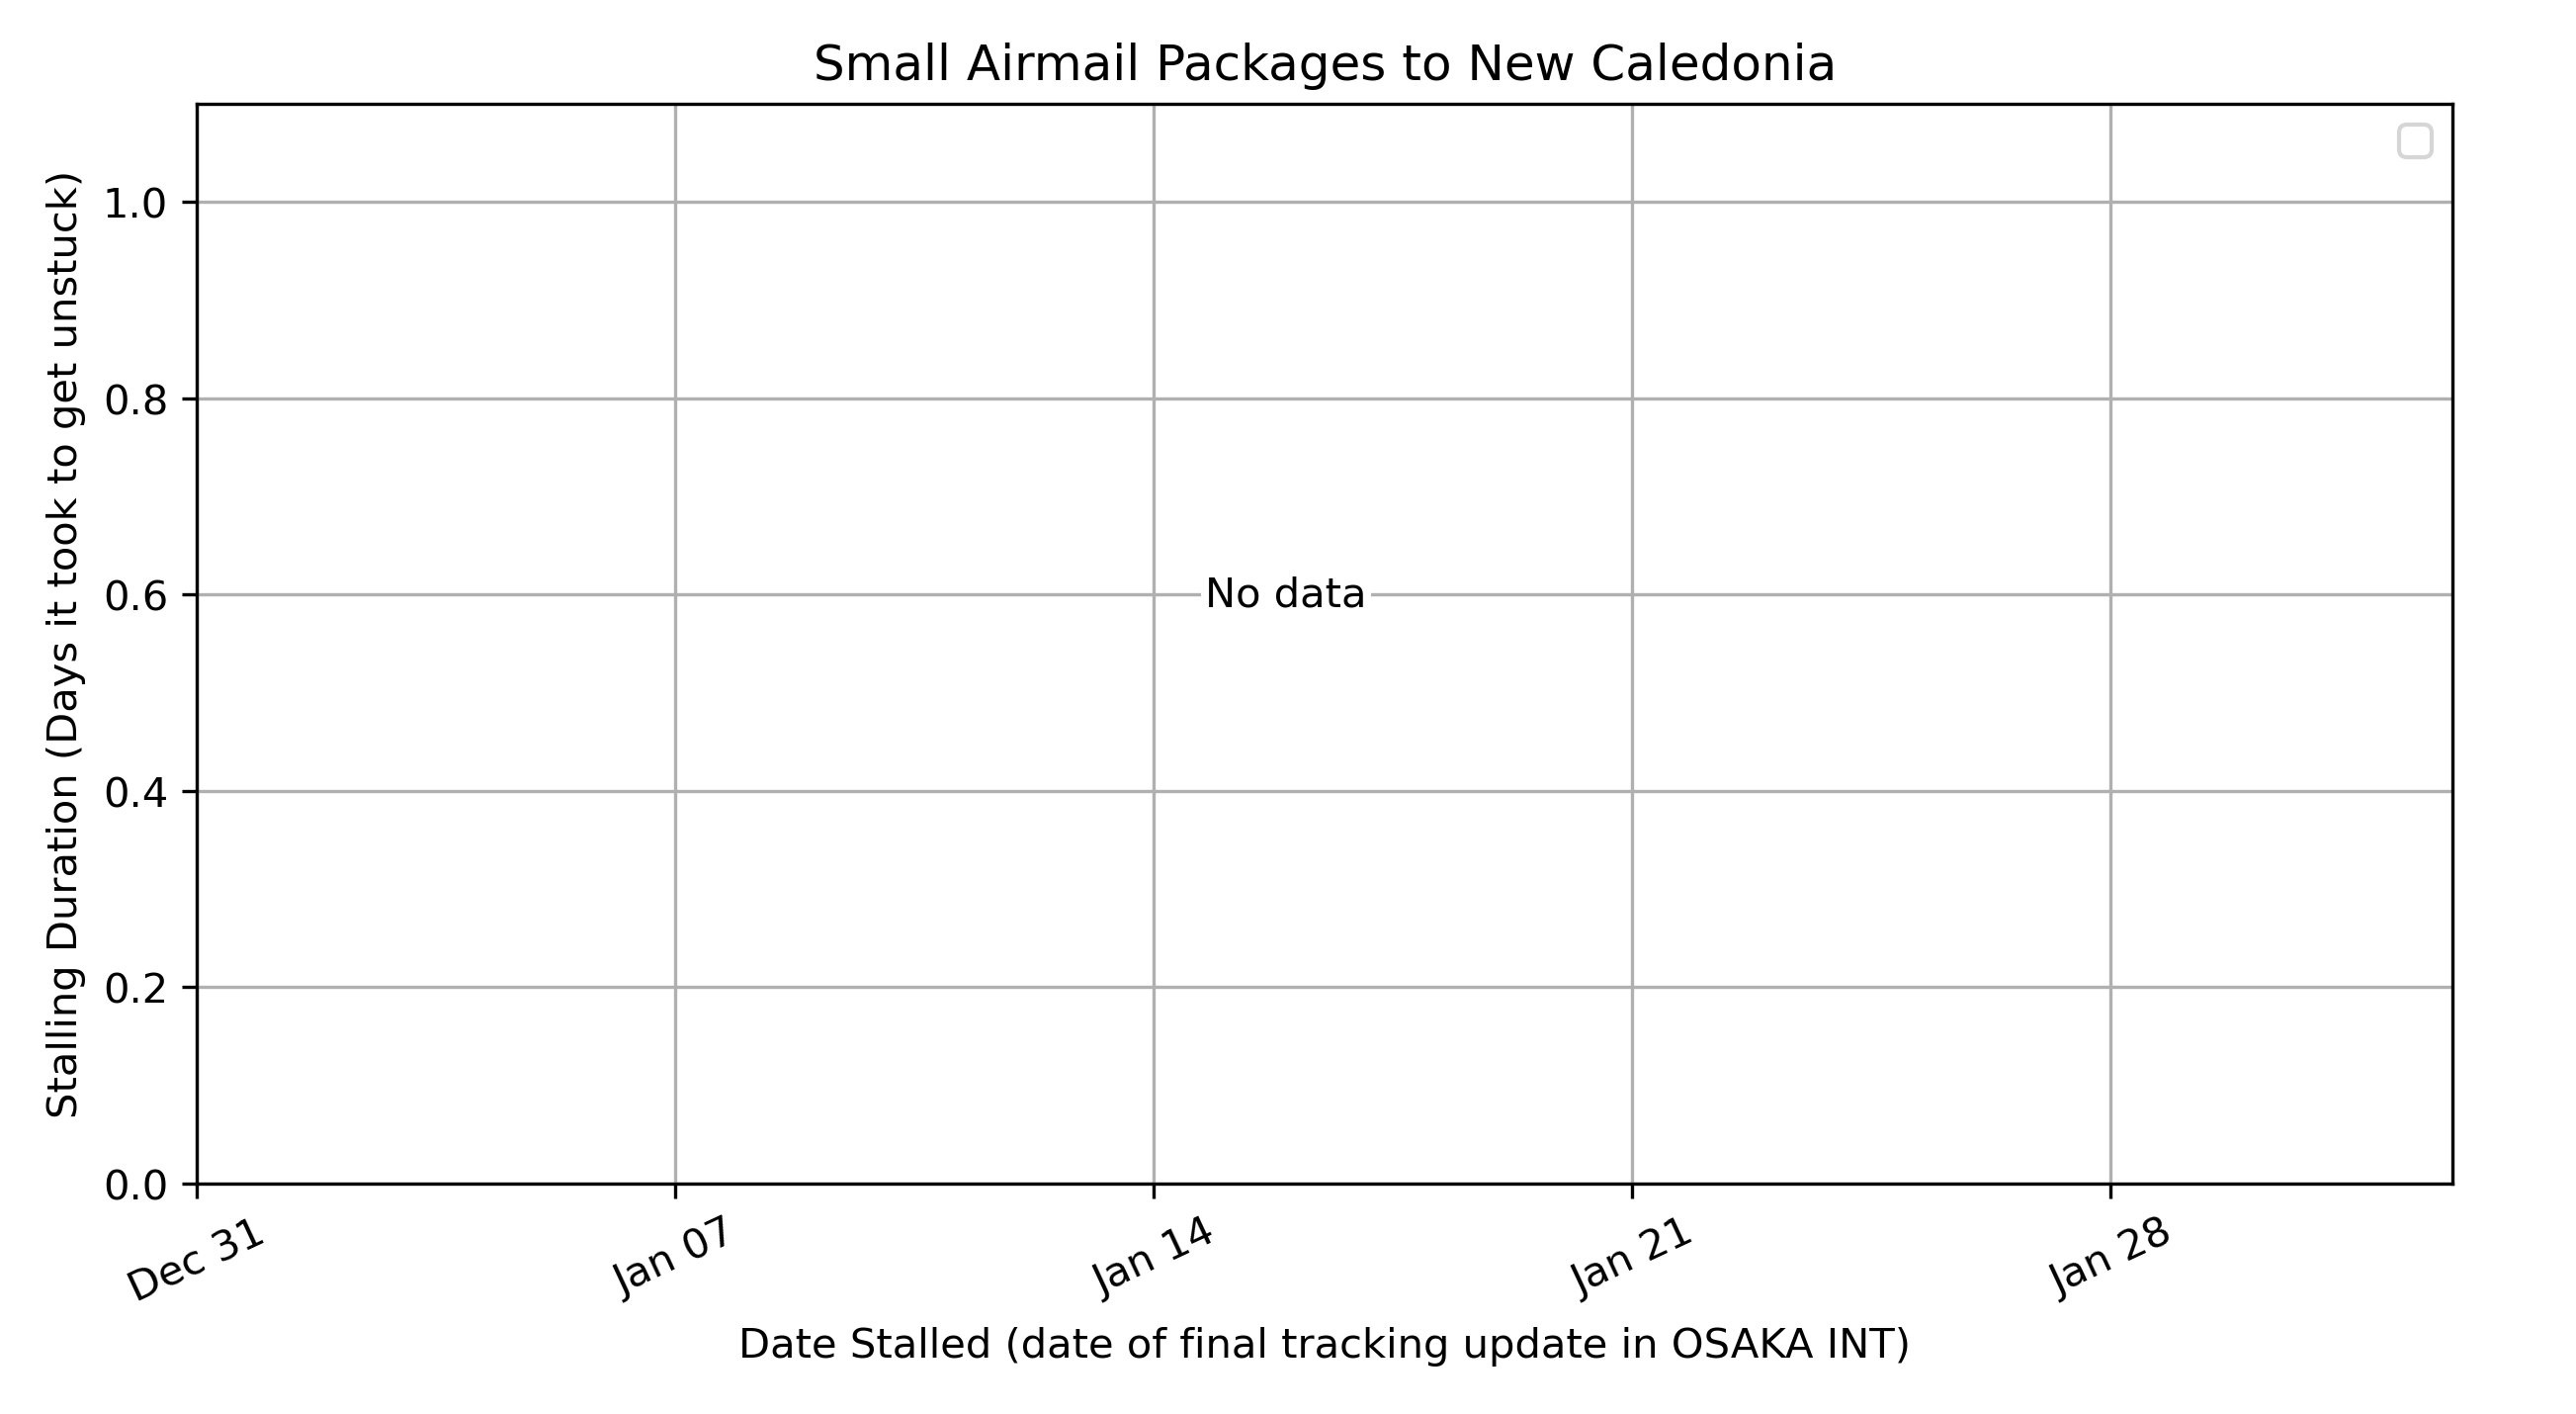 Small Airmail Packages to New Caledonia
Stalling Duration (Days it took to get unstuck)
1.0
0.8
0.6
0.4
0.2
0.0
No data
Dec 31
Jan 07
Jan 14
Jan 21
Jan 28
Date Stalled (date of final tracking update in OSAKA INT)